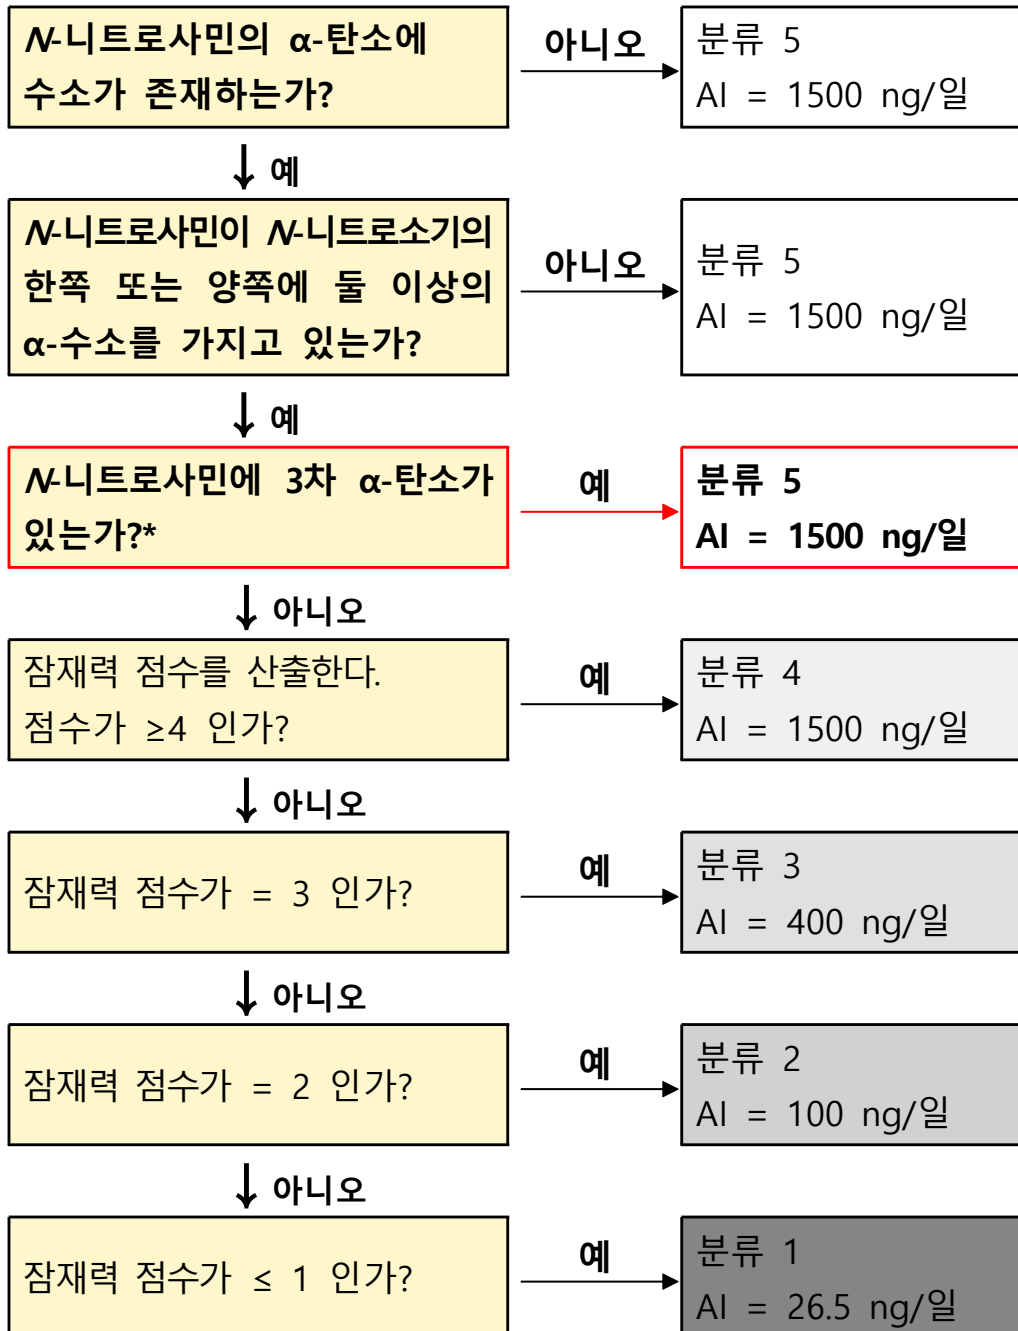 N-니트로사민의 α-탄소에
수소가 존재하는가?
아니오
분류 5
AI = 1500 ng/일
↓ 예
N-니트로사민이 N-니트로소기의
한쪽 또는 양쪽에 둘 이상의
α-수소를 가지고 있는가?
아니오
분류 5
AI = 1500 ng/일
↓ 예
N-니트로사민에 3차 α-탄소가
있는가?*
예
분류 5
AI = 1500 ng/일
↓ 아니오
잠재력 점수를 산출한다.
점수가 ≥4 인가?
예
분류 4
AI = 1500 ng/일
↓ 아니오
잠재력 점수가 = 3 인가?
예
분류 3
AI = 400 ng/일
↓ 아니오
잠재력 점수가 = 2 인가?
예
분류 2
AI = 100 ng/일
↓ 아니오
잠재력 점수가 ≤ 1 인가?
예
분류 1
AI = 26.5 ng/일